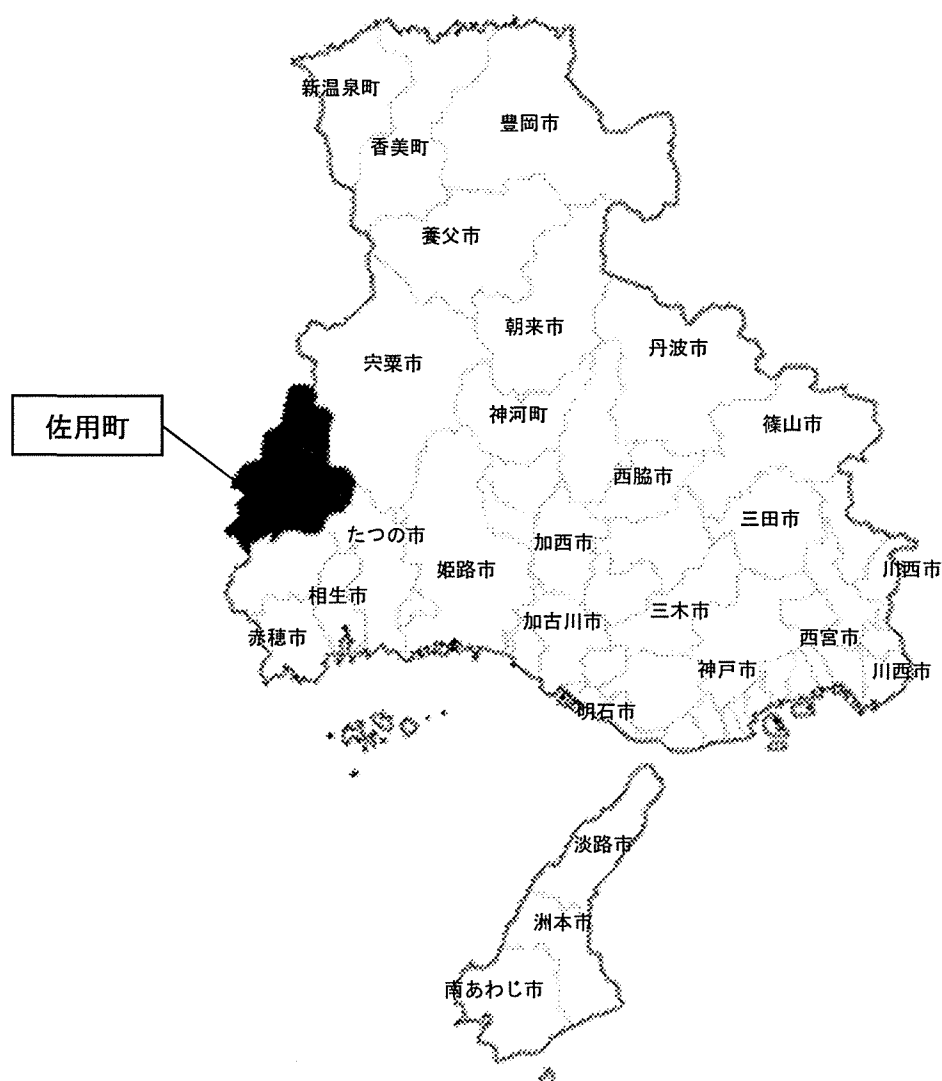 新温泉町
豊岡市
香美町
養父市
朝来市
丹波市
宍粟市
神河町
篠山市
佐用町
西脇市
三田市
たつの市
加西市
姫路市
川西市
相生市
三木市
加古川市
赤穂市
西宮市
神戸市
川西市
明石市
淡路市
洲本市
南あわじ市